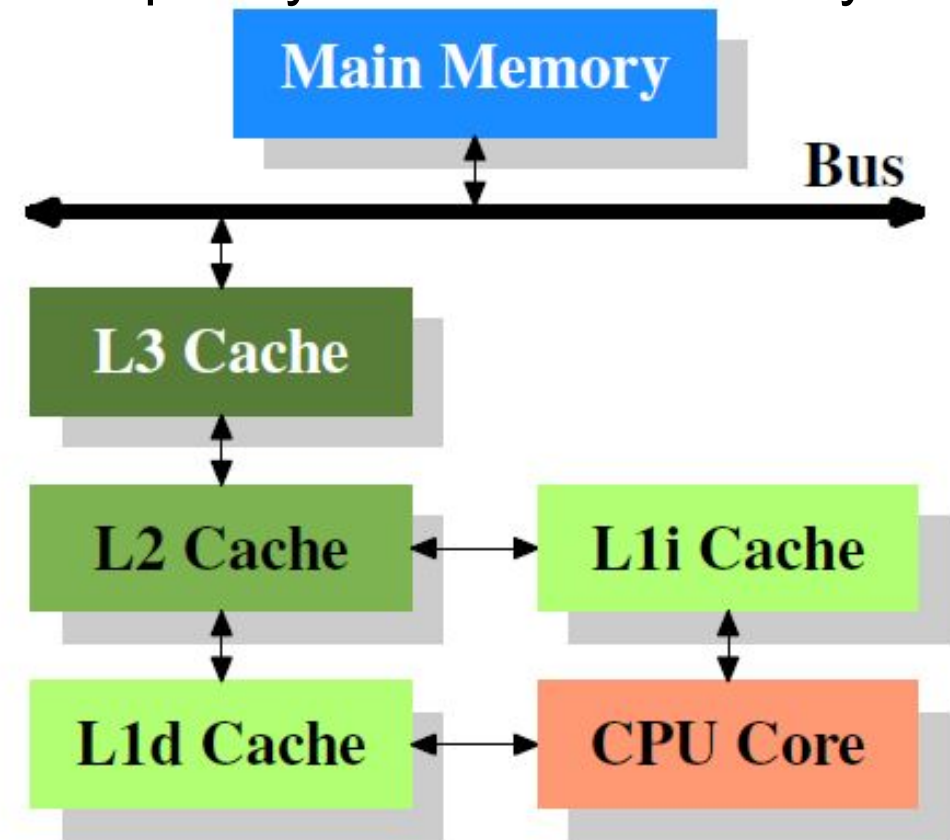 Main Memory
Bus
L3 Cache
L2 Cache
L1i Cache
L1d Cache
CPU Core